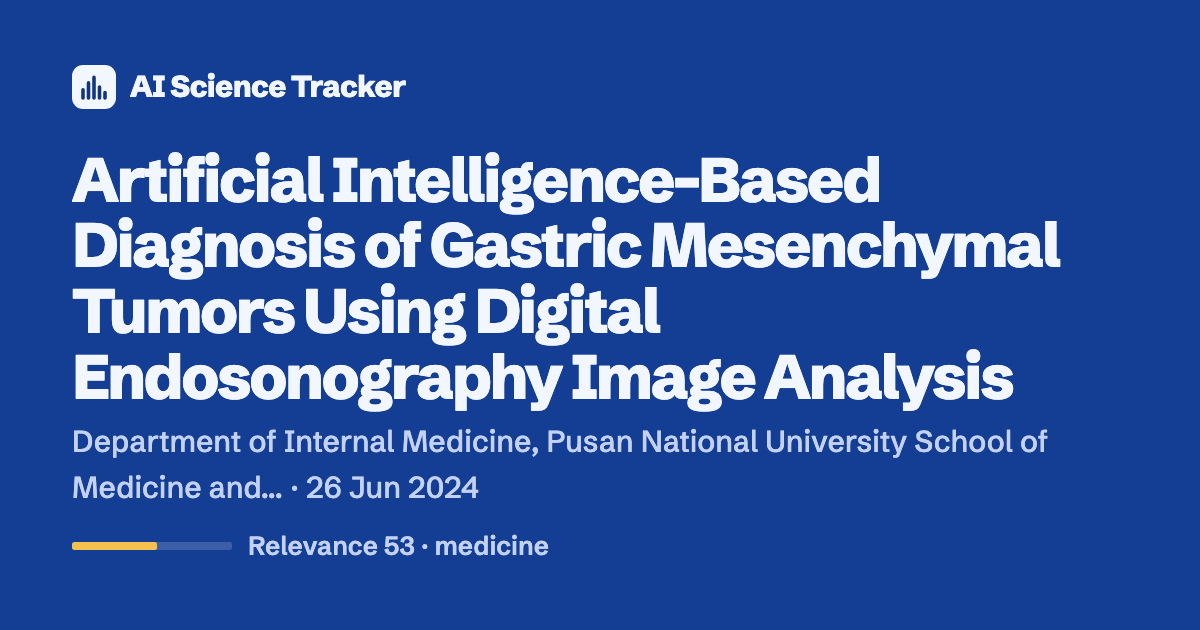 AI Science Tracker
Artificial Intelligence-Based
Diagnosis of Gastric Mesenchymal
Tumors Using Digital
Endosonography Image Analysis
Department of Internal Medicine, Pusan National University School of
Medicine and... · 26 Jun 2024
Relevance 53 · medicine